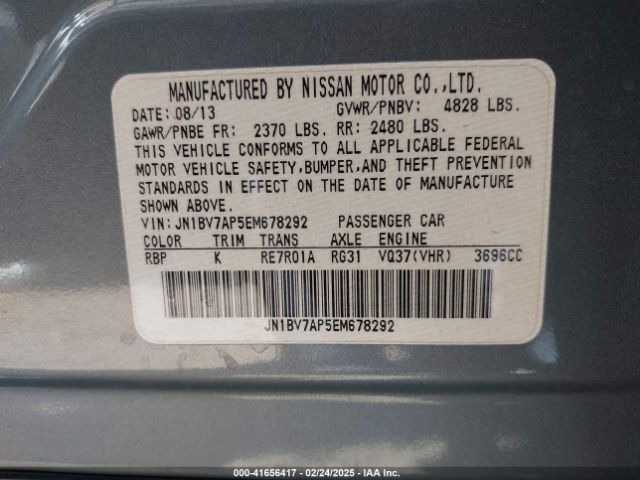 MANUFACTURED BY NISSAN MOTOR CO.,LTD.
DATE: 08/13 GVWR/PNBV: 4828 LBS.
GAWR/PNBE FR: 2370 LBS. RR: 2480 LBS.
THIS VEHICLE CONFORMS TO ALL APPLICABLE FEDERAL
MOTOR VEHICLE SAFETY,BUMPER,AND THEFT PREVENTION
STANDARDS IN EFFECT ON THE DATE OF MANUFACTURE
SHOWN ABOVE.
VIN: JN1BV7AP5EM678292 PASSENGER CAR
COLOR TRIM TRANS AXLE ENGINE
RBP K RE7R01A RG31 VQ37(VHR) 3696CC
JN1BV7AP5EM678292
000-41656417 • 02/24/2025 • IAA Inc.